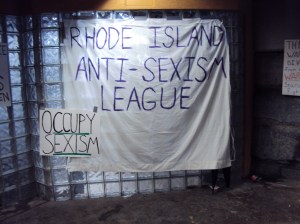 RHODE ISLAND
ANTI-SEXISM
LEAGUE
OCCUPY
SEXISM